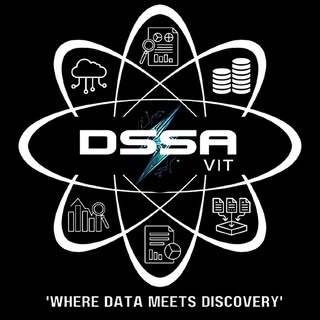 DSSA
VIT
'WHERE DATA MEETS DISCOVERY'